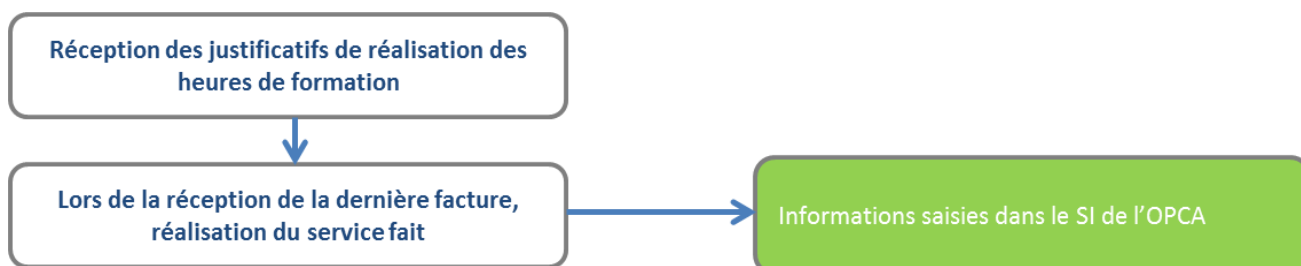 Réception des justificatifs de réalisation des
heures de formation
Lors de la réception de la dernière facture,
réalisation du service fait
Informations saisies dans le SI de l’OPCA